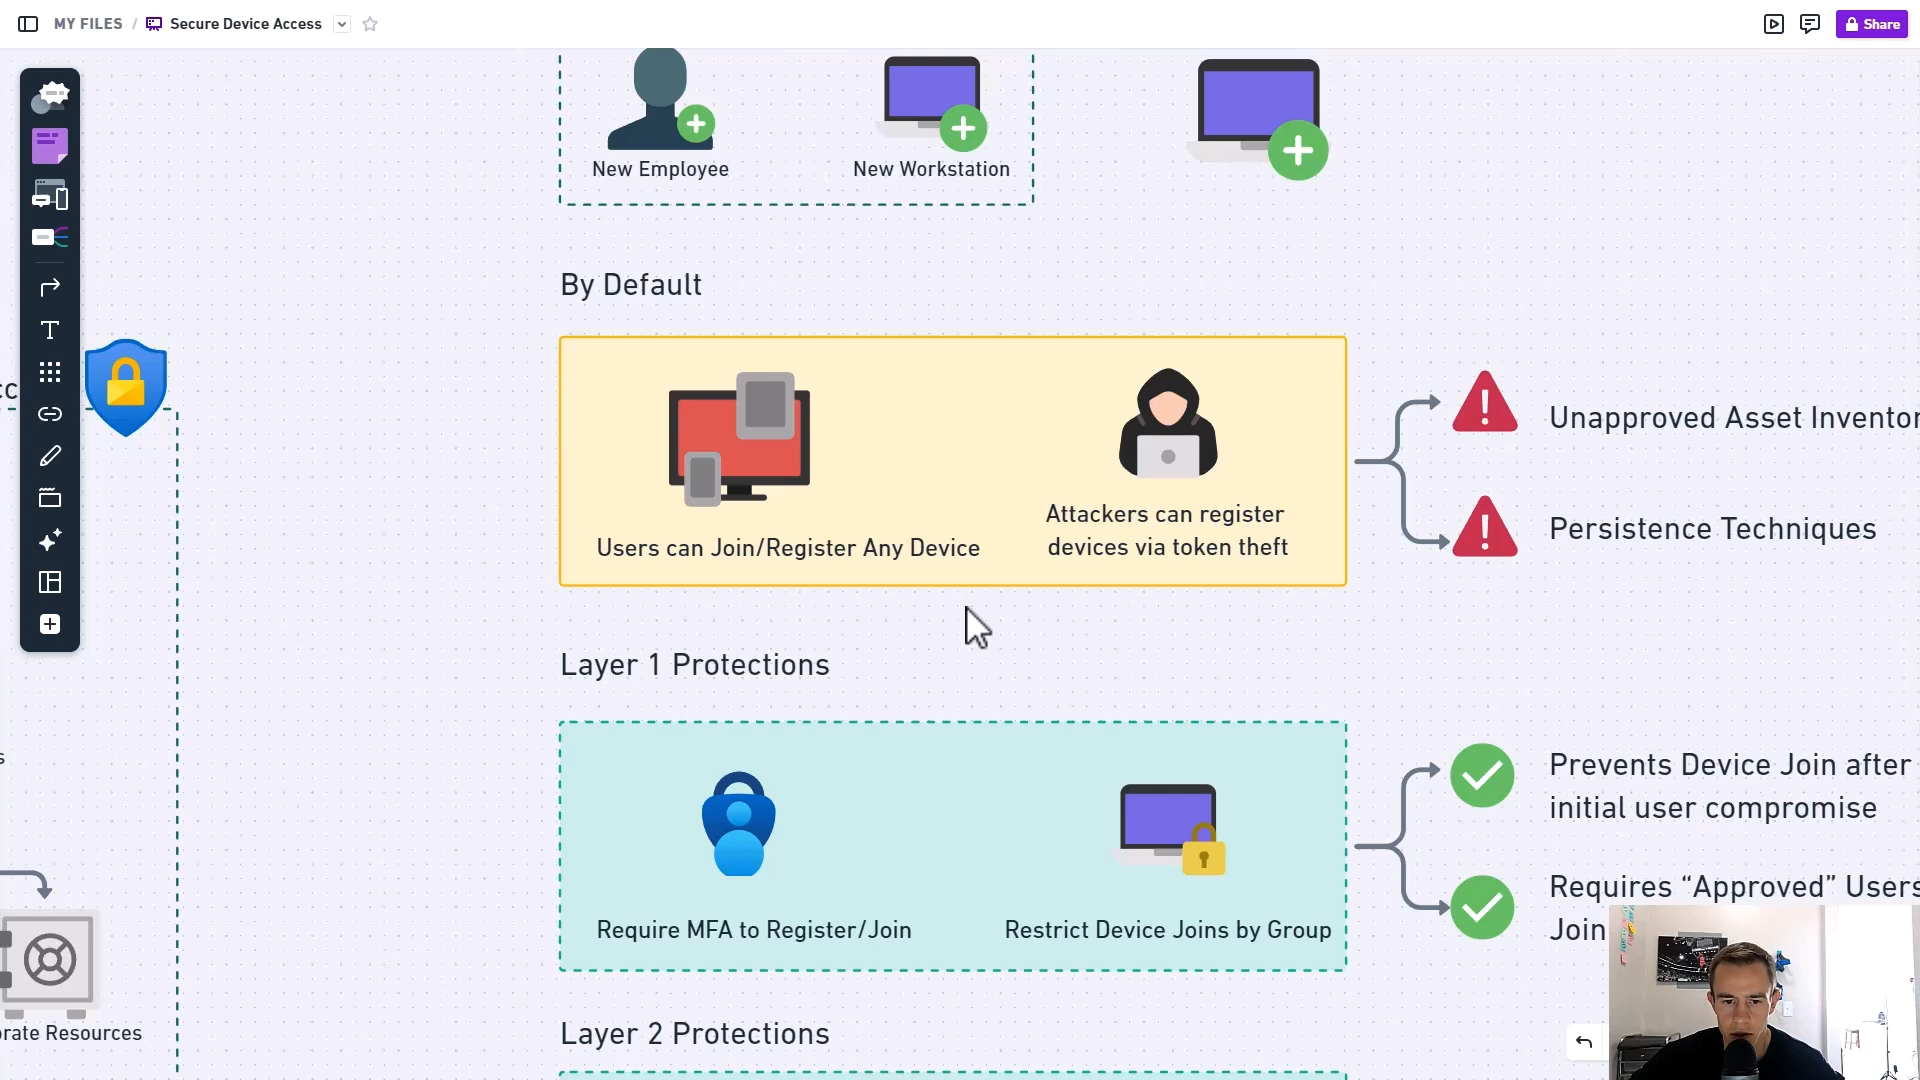 MY FILES / Secure Device Access
Share
New Employee
New Workstation
By Default
Users can Join/Register Any Device
Attackers can register
devices via token theft
Unapproved Asset
Persistence Techniques
Layer 1 Protections
Require MFA to Register/Join
Restrict Device Joins by Group
Prevents Device Join after
initial user compromise
Requires “Approved” Users
Join
Layer 2 Protections
Resources